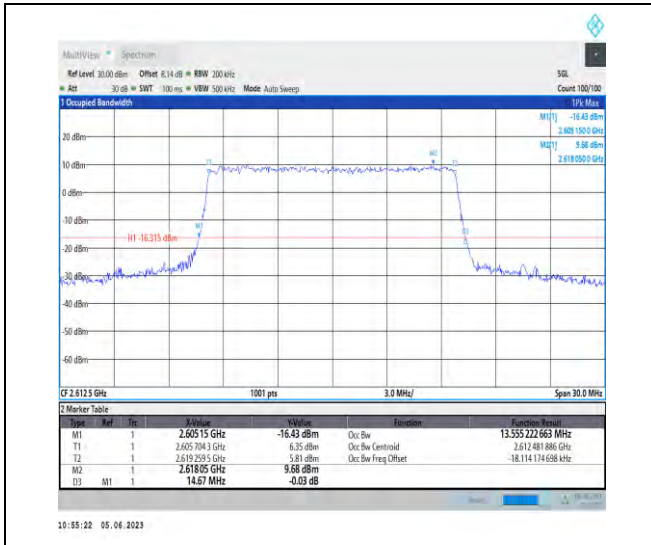 MultiView Spectrum
Ref Level 30.00 dBm Offset 8.14 dB RBW 200 kHz SGL
Att 30 dB SWT 100 ms VBW 500 kHz Mode Auto Sweep Count 100/100
1 Occupied Bandwidth 1Pk Max
M1[1] -16.43 dBm
2.605 150 0 GHz
M2[1] 9.68 dBm
2.618 050 0 GHz
20 dBm
10 dBm
T1 M2 T2
0 dBm
-10 dBm
M1
H1 -16.315 dBm D3
-20 dBm
-30 dBm
-40 dBm
-50 dBm
-60 dBm
CF 2.612 5 GHz 1001 pts 3.0 MHz/ Span 30.0 MHz
2 Marker Table
Type Ref Trc X-Value Y-Value Function Function Result
M1 1 2.605 15 GHz -16.43 dBm Occ Bw 13.555 222 663 MHz
T1 1 2.605 704 3 GHz 6.35 dBm Occ Bw Centroid 2.612 481 886 GHz
T2 1 2.619 259 5 GHz 5.81 dBm Occ Bw Freq Offset -18.114 174 698 kHz
M2 1 2.618 05 GHz 9.68 dBm
D3 M1 1 14.67 MHz -0.03 dB
10:55:22 05.06.2023